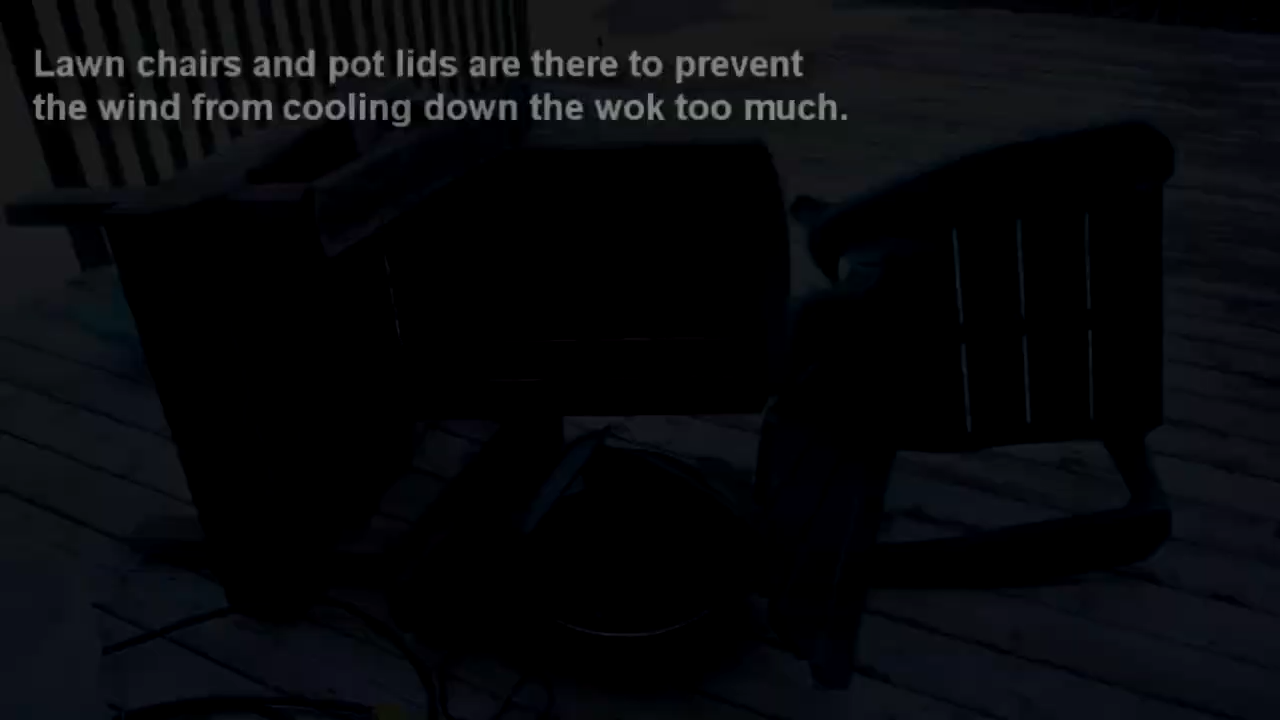 Lawn chairs and pot lids are there to prevent
the wind from cooling down the wok too much.